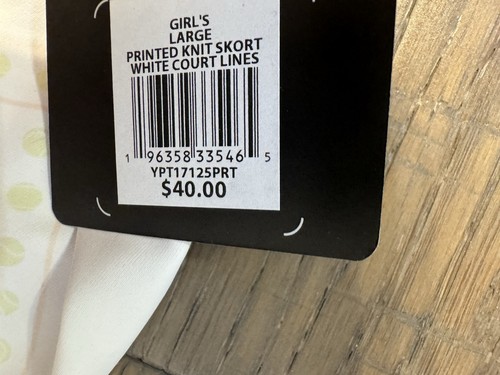 GIRL'S
LARGE
PRINTED KNIT SKORT
WHITE COURT LINES
1 96358 33546 5
YPT17125PRT
$40.00